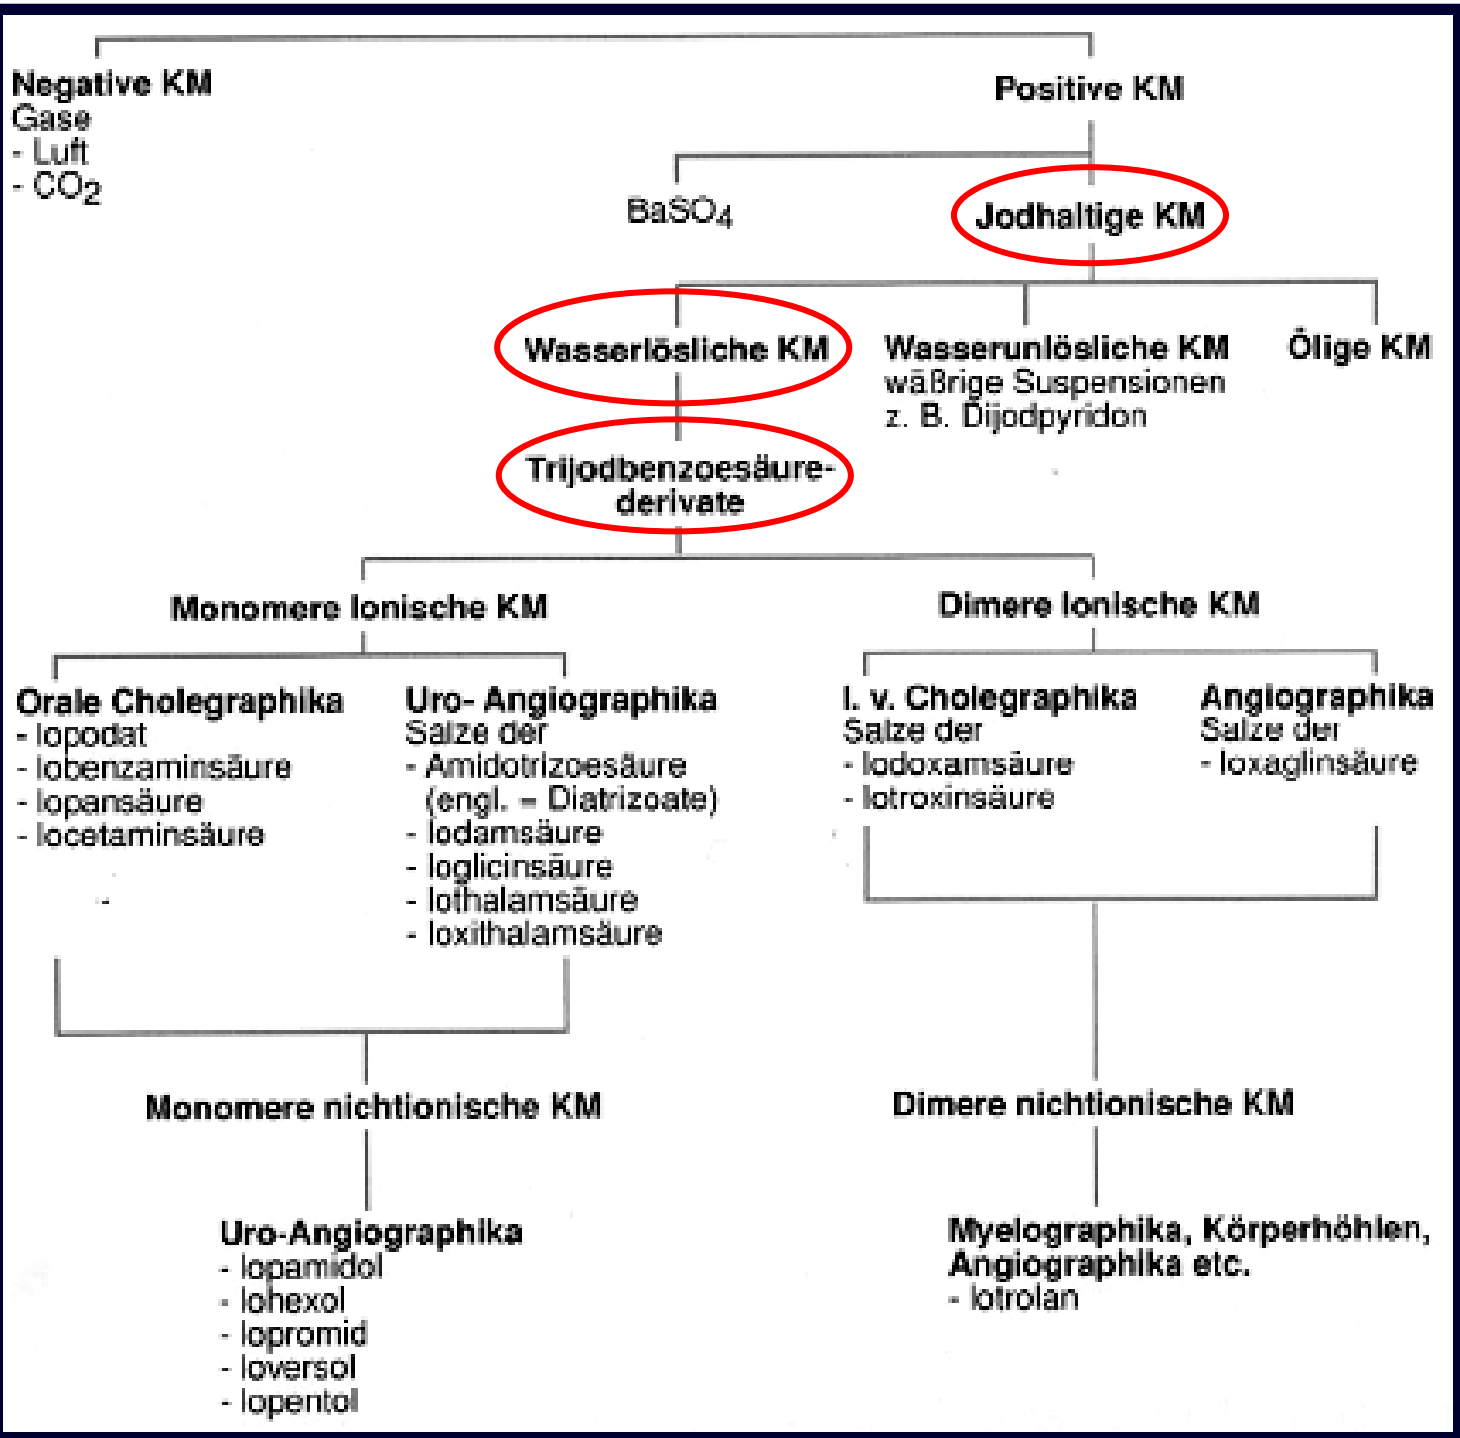 Negative KM
Gase
- Luft
- CO2
Positive KM
BaSO4
Jodhaltige KM
Wasserlösliche KM
Wasserunlösliche KM
wäßrige Suspensionen
z. B. Dijodpyridon
Ölige KM
Trijodbenzoesäure-
derivate
Monomere Ionische KM
Dimere Ionische KM
Orale Cholegraphika
- Iopodat
- Iobenzaminsäure
- Iopansäure
- Iocetaminsäure
Uro- Angiographika
Salze der
- Amidotrizoesäure
(engl. = Diatrizoate)
- Iodamsäure
- Ioglicinsäure
- Iothalamsäure
- Ioxithalamsäure
I. v. Cholegraphika
Salze der
- Iodoxamsäure
- Iotroxinsäure
Angiographika
Salze der
- Ioxaglinsäure
Monomere nichtionische KM
Dimere nichtionische KM
Uro-Angiographika
- Iopamidol
- Iohexol
- Iopromid
- Ioversol
- Iopentol
Myelographika, Körperhöhlen,
Angiographika etc.
- Iotrolan